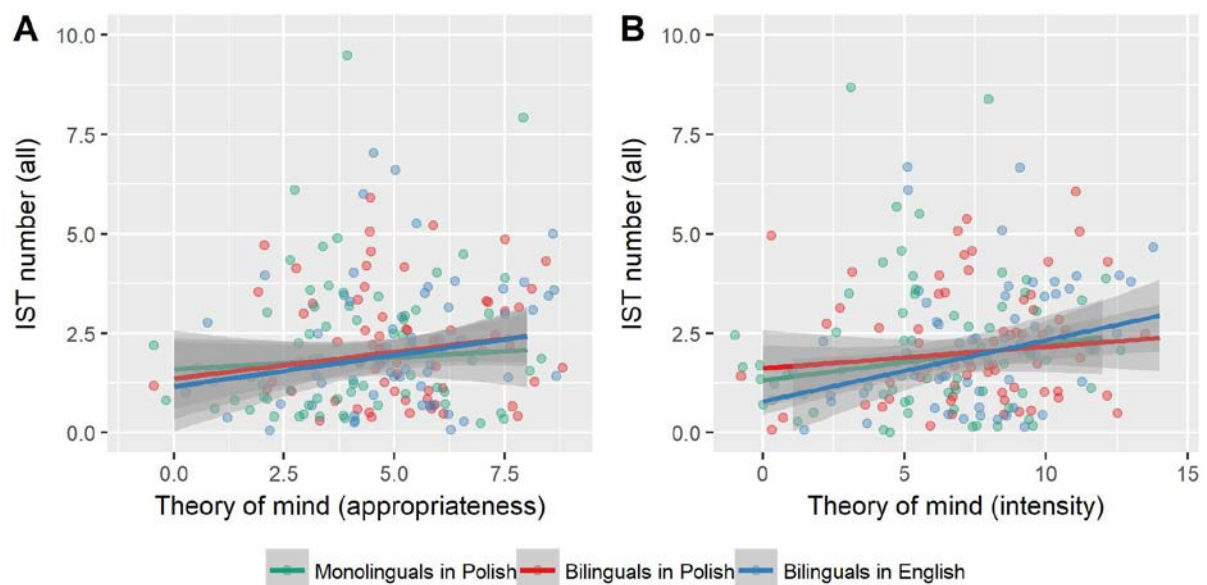 A
B
10.0
7.5
5.0
2.5
0.0
IST number (all)
0.0 2.5 5.0 7.5
Theory of mind (appropriateness)
10.0
7.5
5.0
2.5
0.0
IST number (all)
0 5 10 15
Theory of mind (intensity)
Monolinguals in Polish Bilinguals in Polish Bilinguals in English